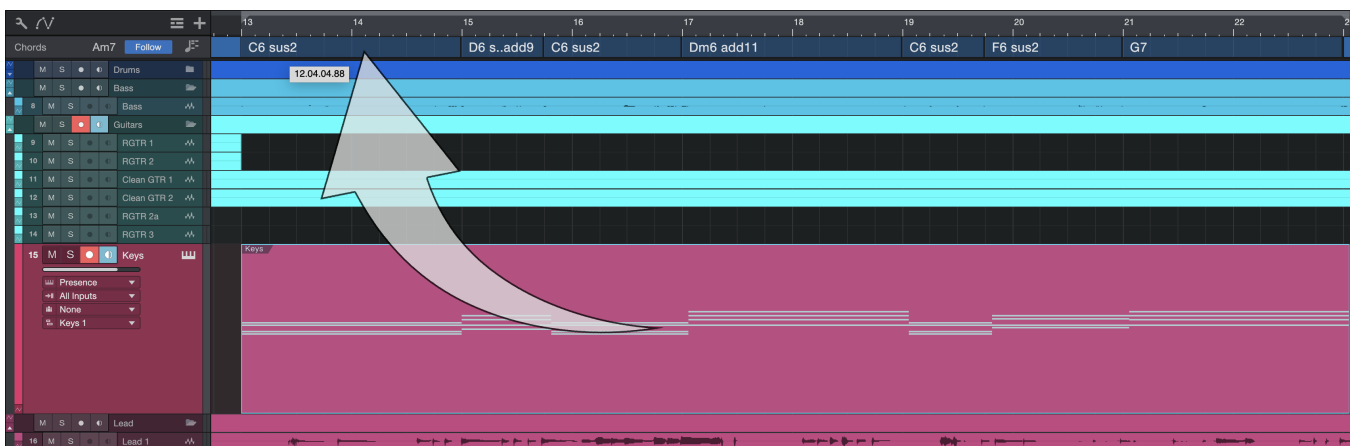 13 14 15 16 17 18 19 20 21 22 2
Chords Am7 Follow C6 sus2 D6 s..add9 C6 sus2 Dm6 add11 C6 sus2 F6 sus2 G7
M S Drums
12.04.04.88
M S Bass
8 M S Bass
M S Guitars
9 M S RGTR 1
10 M S RGTR 2
11 M S Clean GTR 1
12 M S Clean GTR 2
13 M S RGTR 2a
14 M S RGTR 3
15 M S Keys
Keys
Presence
All Inputs
None
Keys 1
M S Lead
16 M S Lead 1